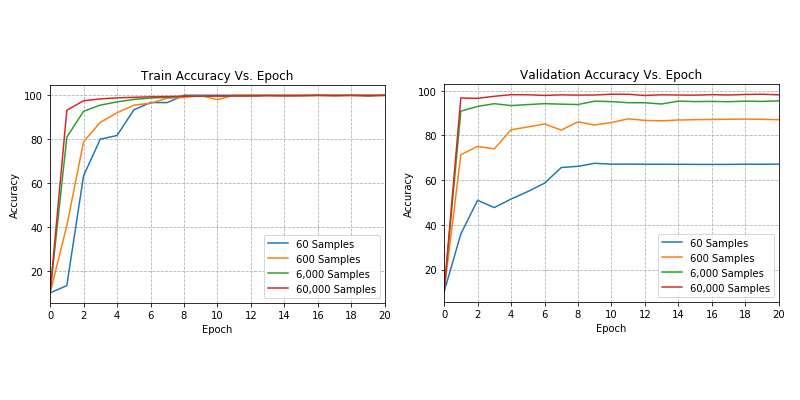 Train Accuracy Vs. Epoch
100
80
60
40
20
Accuracy
0 2 4 6 8 10 12 14 16 18 20
Epoch
60 Samples
600 Samples
6,000 Samples
60,000 Samples
Validation Accuracy Vs. Epoch
100
80
60
40
20
Accuracy
0 2 4 6 8 10 12 14 16 18 20
Epoch
60 Samples
600 Samples
6,000 Samples
60,000 Samples